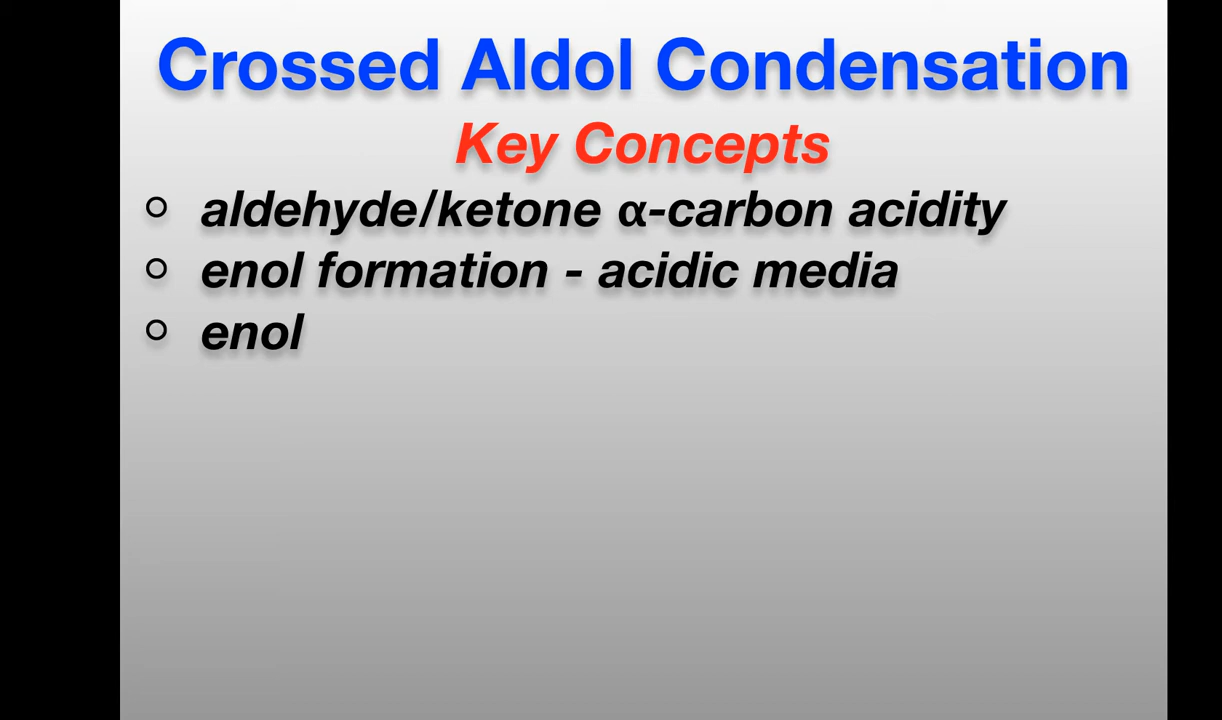 Crossed Aldol Condensation
Key Concepts
aldehyde/ketone α-carbon acidity
enol formation - acidic media
enol